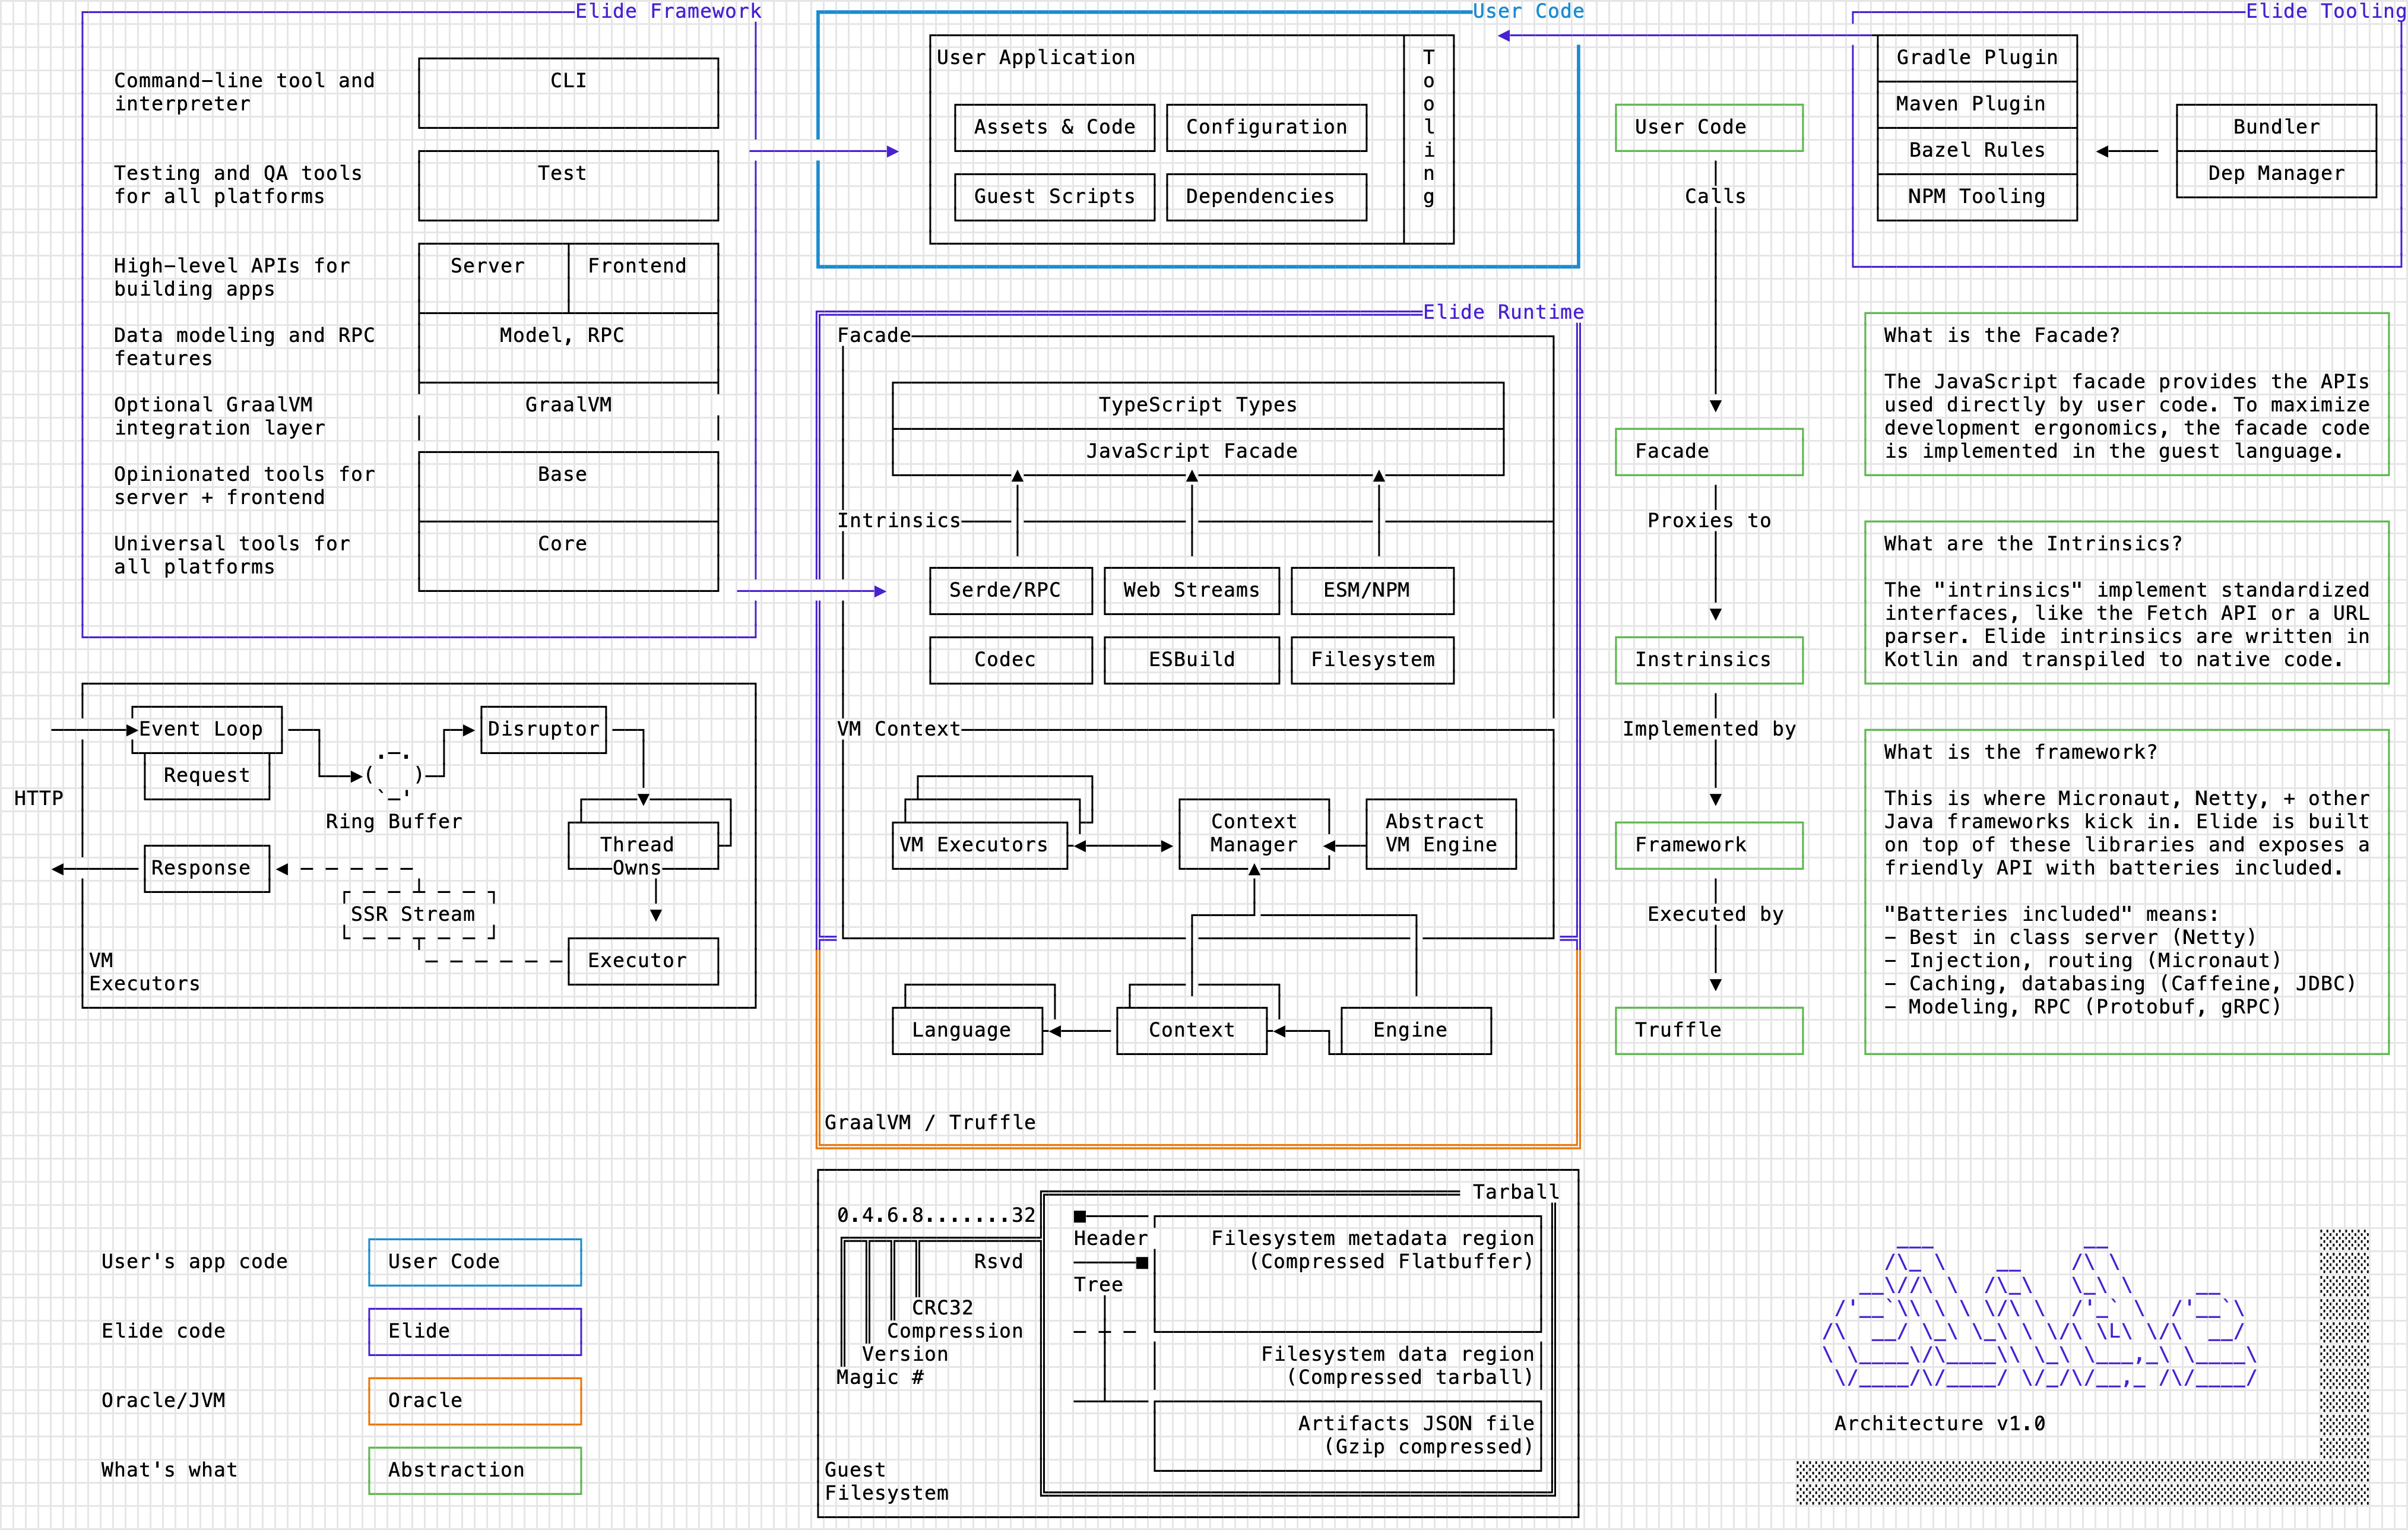 Elide Framework
Command-line tool and
interpreter
CLI
Testing and QA tools
for all platforms
Test
High-level APIs for
building apps
Server
Frontend
Data modeling and RPC
features
Model, RPC
Optional GraalVM
integration layer
GraalVM
Opinionated tools for
server + frontend
Base
Universal tools for
all platforms
Core
User Code
User Application
Tooling
Assets & Code
Configuration
Guest Scripts
Dependencies
Elide Tooling
Gradle Plugin
Maven Plugin
Bazel Rules
NPM Tooling
Bundler
Dep Manager
Elide Runtime
Facade
TypeScript Types
JavaScript Facade
Intrinsics
Serde/RPC
Web Streams
ESM/NPM
Codec
ESBuild
Filesystem
VM Context
VM Executors
Context
Manager
Abstract
VM Engine
Language
Context
Engine
GraalVM / Truffle
User Code
Calls
Facade
Proxies to
Instrinsics
Implemented by
Framework
Executed by
Truffle
What is the Facade?
The JavaScript facade provides the APIs
used directly by user code. To maximize
development ergonomics, the facade code
is implemented in the guest language.
What are the Intrinsics?
The "intrinsics" implement standardized
interfaces, like the Fetch API or a URL
parser. Elide intrinsics are written in
Kotlin and transpiled to native code.
What is the framework?
This is where Micronaut, Netty, + other
Java frameworks kick in. Elide is built
on top of these libraries and exposes a
friendly API with batteries included.
"Batteries included" means:
- Best in class server (Netty)
- Injection, routing (Micronaut)
- Caching, databasing (Caffeine, JDBC)
- Modeling, RPC (Protobuf, gRPC)
HTTP
Event Loop
Request
Ring Buffer
Disruptor
Thread
Owns
Response
SSR Stream
Executor
VM
Executors
User's app code
User Code
Elide code
Elide
Oracle/JVM
Oracle
What's what
Abstraction
0.4.6.8.......32
Rsvd
CRC32
Compression
Version
Magic #
Guest
Filesystem
Tarball
Header
Tree
Filesystem metadata region
(Compressed Flatbuffer)
Filesystem data region
(Compressed tarball)
Artifacts JSON file
(Gzip compressed)
elide
Architecture v1.0